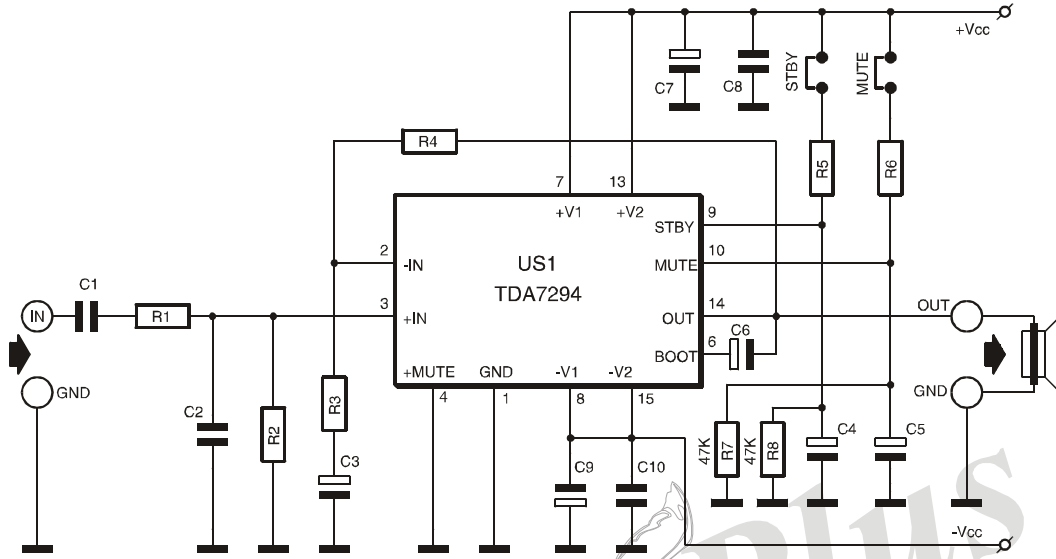 +Vcc
C7
C8
STBY
MUTE
R4
R5
R6
7
13
+V1
+V2
9
STBY
2
-IN
US1
TDA7294
10
MUTE
C1
IN
R1
3
+IN
14
OUT
OUT
C6
6
BOOT
+MUTE
GND
-V1
-V2
4
1
8
15
GND
GND
C2
R2
R3
C3
C9
C10
47K
R7
47K
R8
C4
C5
Plus
-Vcc